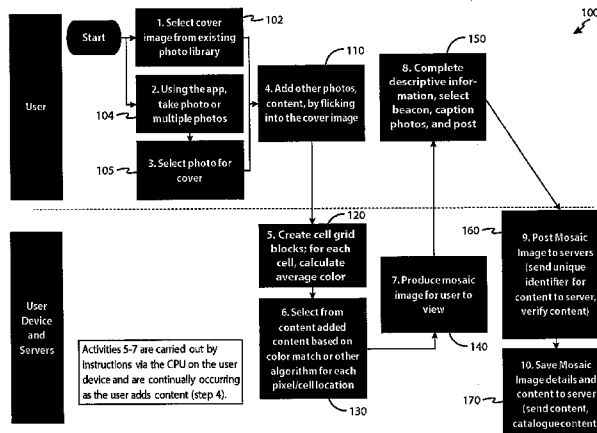 100
User
Start
1. Select cover
image from existing
photo library
102
2. Using the app,
take photo or
multiple photos
104
3. Select photo for
cover
105
110
4. Add other photos,
content, by flicking
into the cover image
150
8. Complete
descriptive infor-
mation, select
beacon, caption
photos, and post
User
Device
and
Servers
Activities 5-7 are carried out by
instructions via the CPU on the user
device and are continually occurring
as the user adds content (step 4).
120
5. Create cell grid
blocks; for each
cell, calculate
average color
6. Select from
content added
content based on
color match or other
algorithm for each
pixel/cell location
130
7. Produce mosaic
image for user to
view
140
160
9. Post Mosaic
Image to servers
(send unique
identifier for
content to server,
verify content)
10. Save Mosaic
Image details and
content to server
(send content,
catalogue content
170